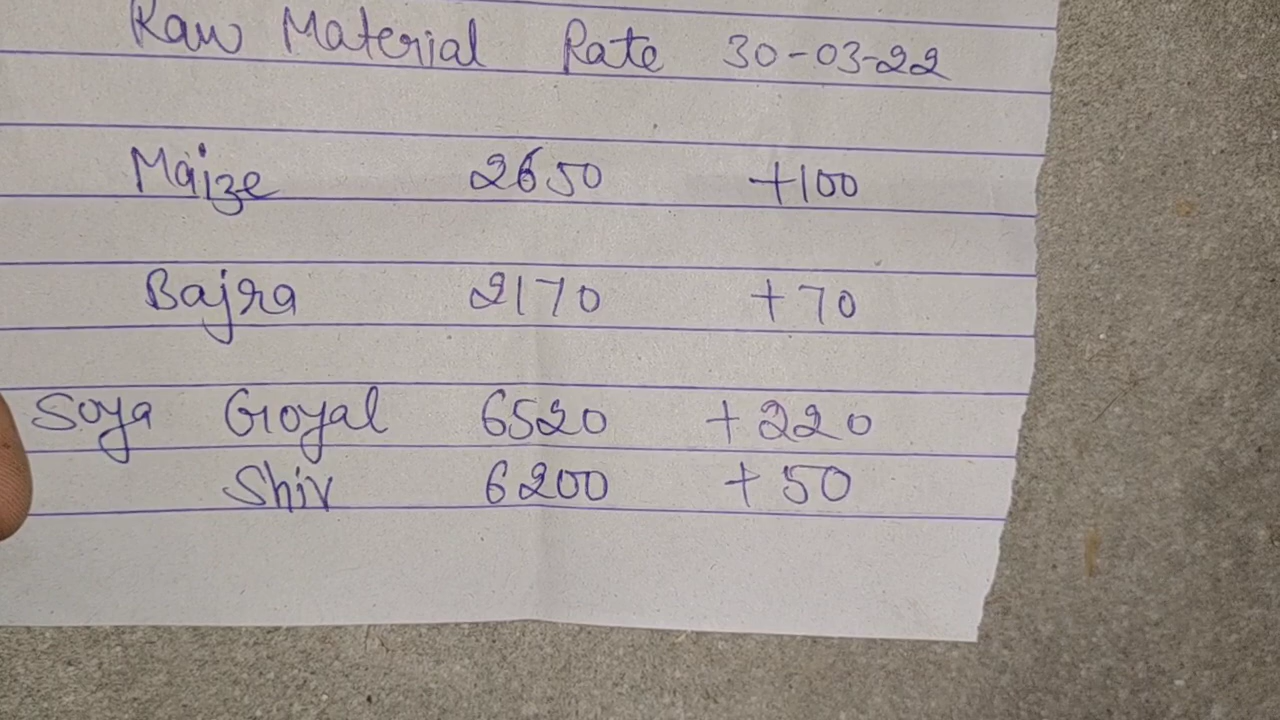 Raw Material Rate 30-03-22
Maize 2650 +100
Bajra 2170 +70
Soya Goyal 6520 +220
Shiv 6200 +50